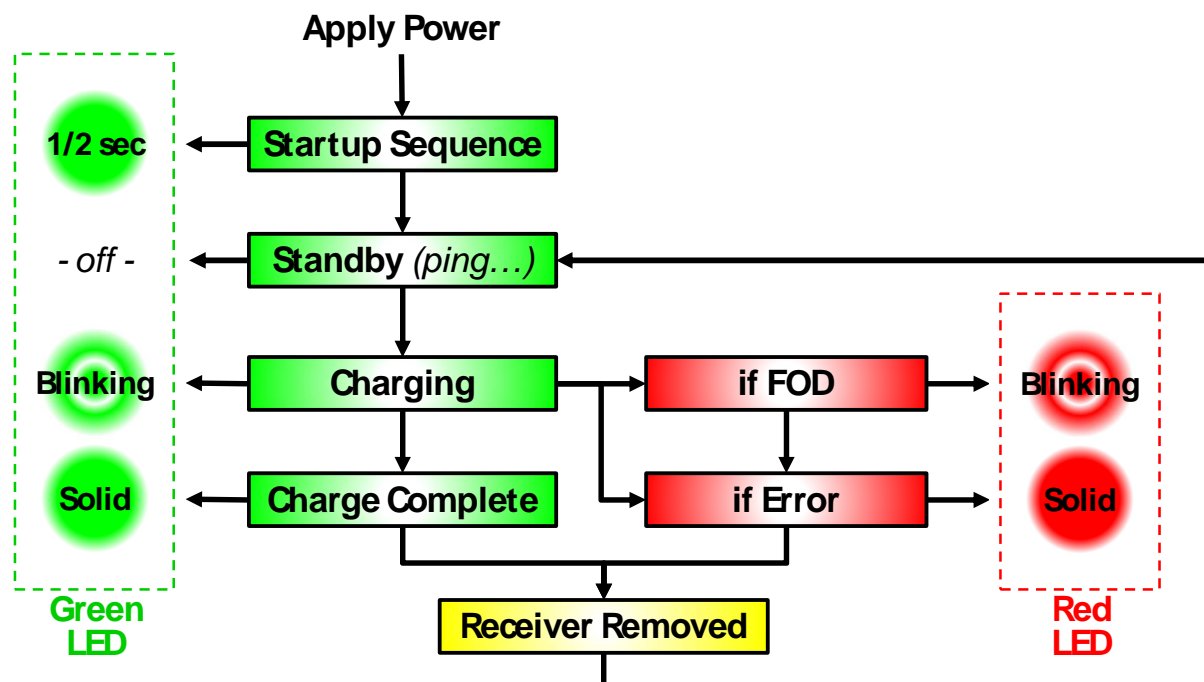 Apply Power
1/2 sec
Startup Sequence
- off -
Standby (ping…)
Blinking
Charging
if FOD
Blinking
Solid
Charge Complete
if Error
Solid
Green
LED
Receiver Removed
Red
LED